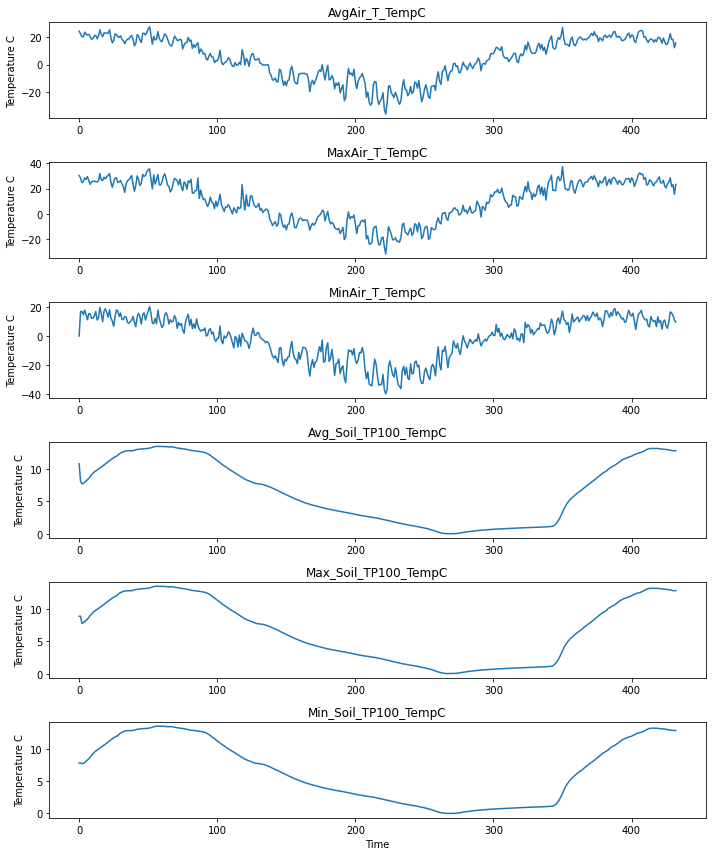 AvgAir_T_TempC
Temperature C
20
0
−20
0 100 200 300 400
MaxAir_T_TempC
Temperature C
40
20
0
−20
0 100 200 300 400
MinAir_T_TempC
Temperature C
20
0
−20
−40
0 100 200 300 400
Avg_Soil_TP100_TempC
Temperature C
10
5
0
0 100 200 300 400
Max_Soil_TP100_TempC
Temperature C
10
5
0
0 100 200 300 400
Min_Soil_TP100_TempC
Temperature C
10
5
0
0 100 200 300 400
Time